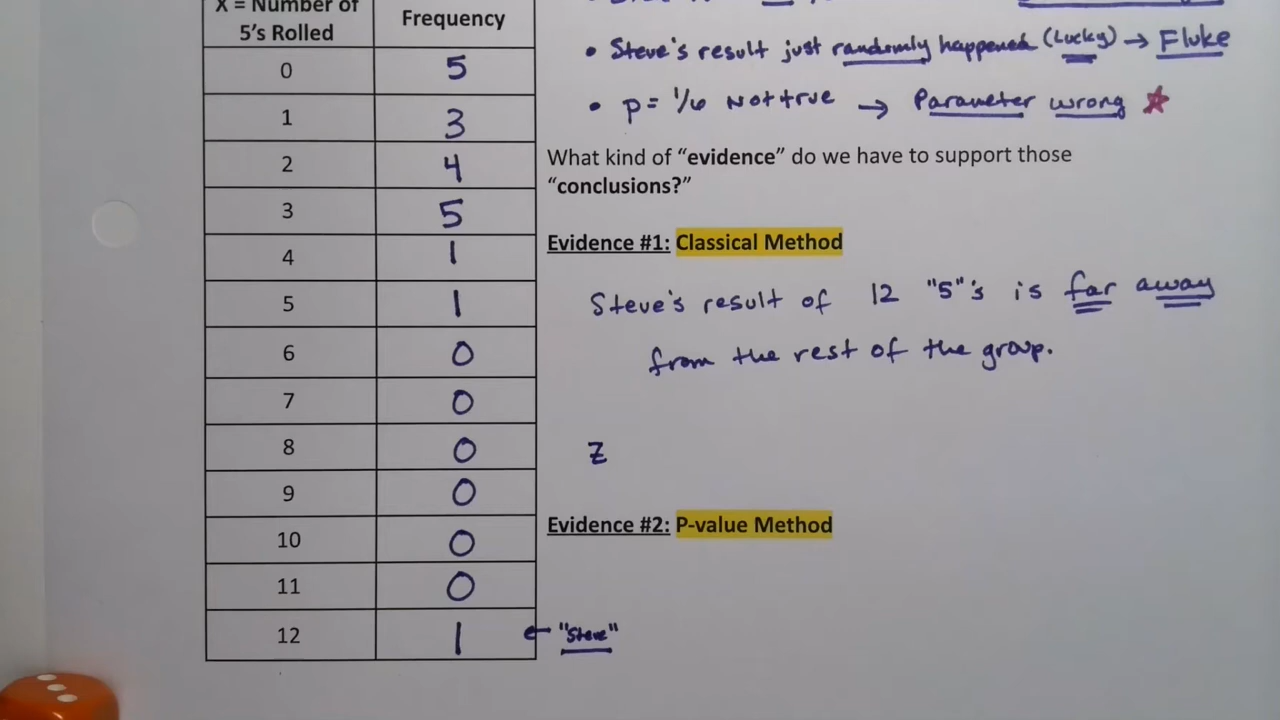 X = Number of
5's Rolled
Frequency
0 5
1 3
2 4
3 5
4 1
5 1
6 0
7 0
8 0
9 0
10 0
11 0
12 1
← "Steve"
• Steve's result just randomly happened (Lucky) → Fluke
• p = 1/6 Not true → Parameter wrong ☆
What kind of “evidence” do we have to support those
“conclusions?”
Evidence #1: Classical Method
Steve's result of 12 "5"'s is far away
from the rest of the group.
Z
Evidence #2: P-value Method